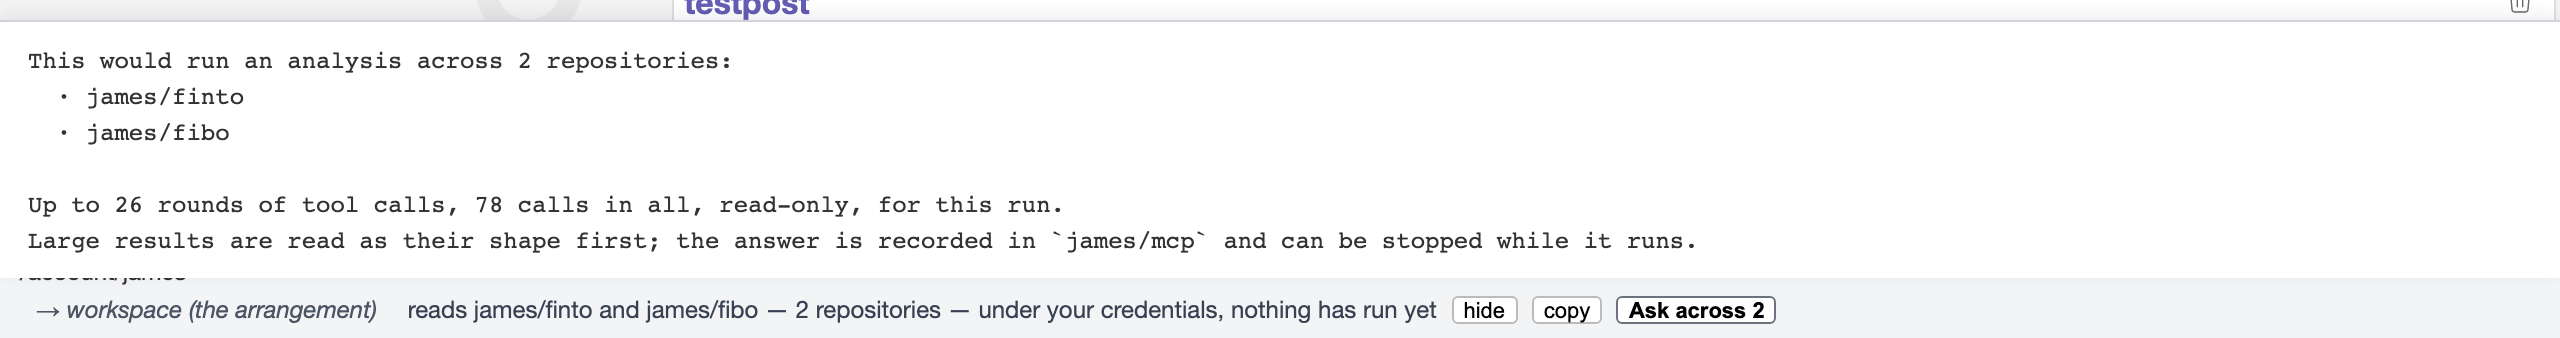 testpost
This would run an analysis across 2 repositories:
• james/finto
• james/fibo
Up to 26 rounds of tool calls, 78 calls in all, read-only, for this run.
Large results are read as their shape first; the answer is recorded in `james/mcp` and can be stopped while it runs.
→ workspace (the arrangement) reads james/finto and james/fibo — 2 repositories — under your credentials, nothing has run yet hide copy Ask across 2